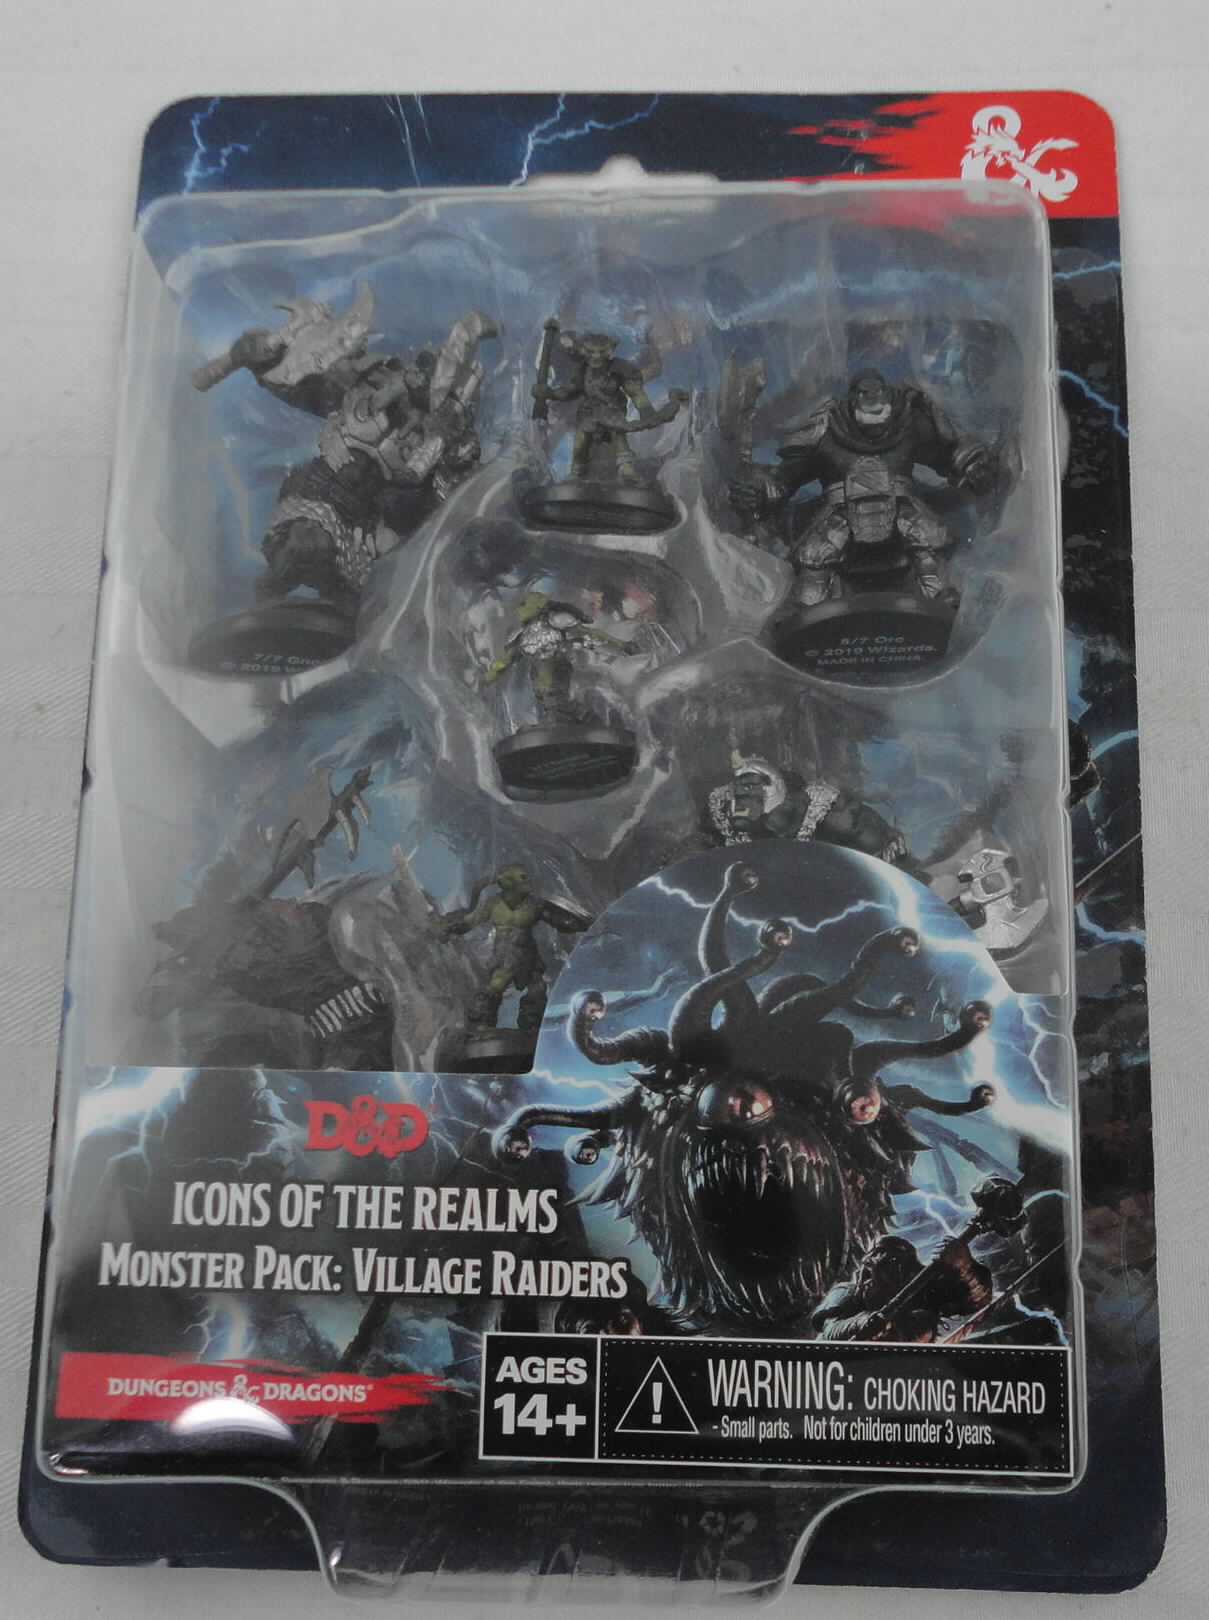 &
5/7 Orc
© 2019 Wizards.
MADE IN CHINA
7/7
© 2019
D&D
ICONS OF THE REALMS
MONSTER PACK: VILLAGE RAIDERS
DUNGEONS & DRAGONS®
AGES
14+
WARNING: CHOKING HAZARD
- Small parts. Not for children under 3 years.